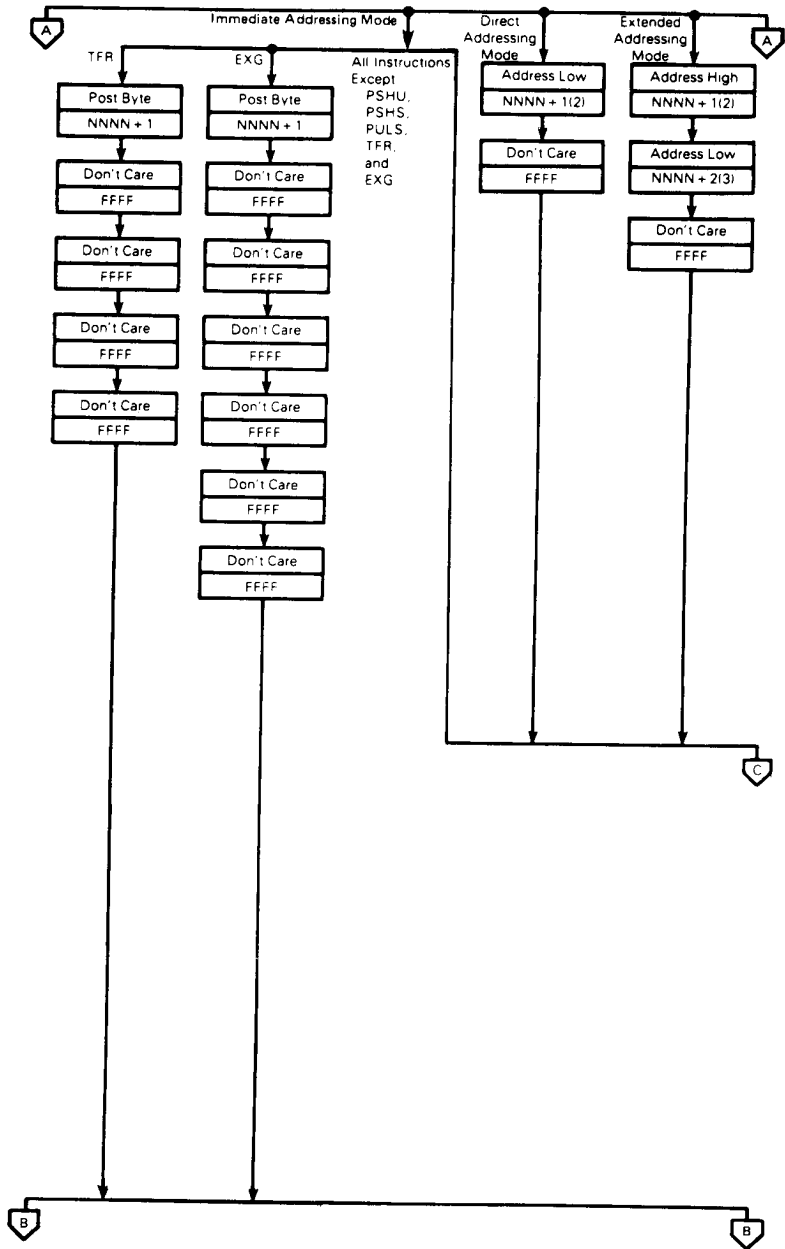 A
Immediate Addressing Mode
Direct
Addressing
Mode
Extended
Addressing
Mode
A
TFR
Post Byte
NNNN + 1
Don't Care
FFFF
Don't Care
FFFF
Don't Care
FFFF
Don't Care
FFFF
EXG
Post Byte
NNNN + 1
Don't Care
FFFF
Don't Care
FFFF
Don't Care
FFFF
Don't Care
FFFF
Don't Care
FFFF
Don't Care
FFFF
All Instructions
Except
PSHU,
PSHS,
PULS,
TFR,
and
EXG
Address Low
NNNN + 1(2)
Don't Care
FFFF
Address High
NNNN + 1(2)
Address Low
NNNN + 2(3)
Don't Care
FFFF
C
B
B